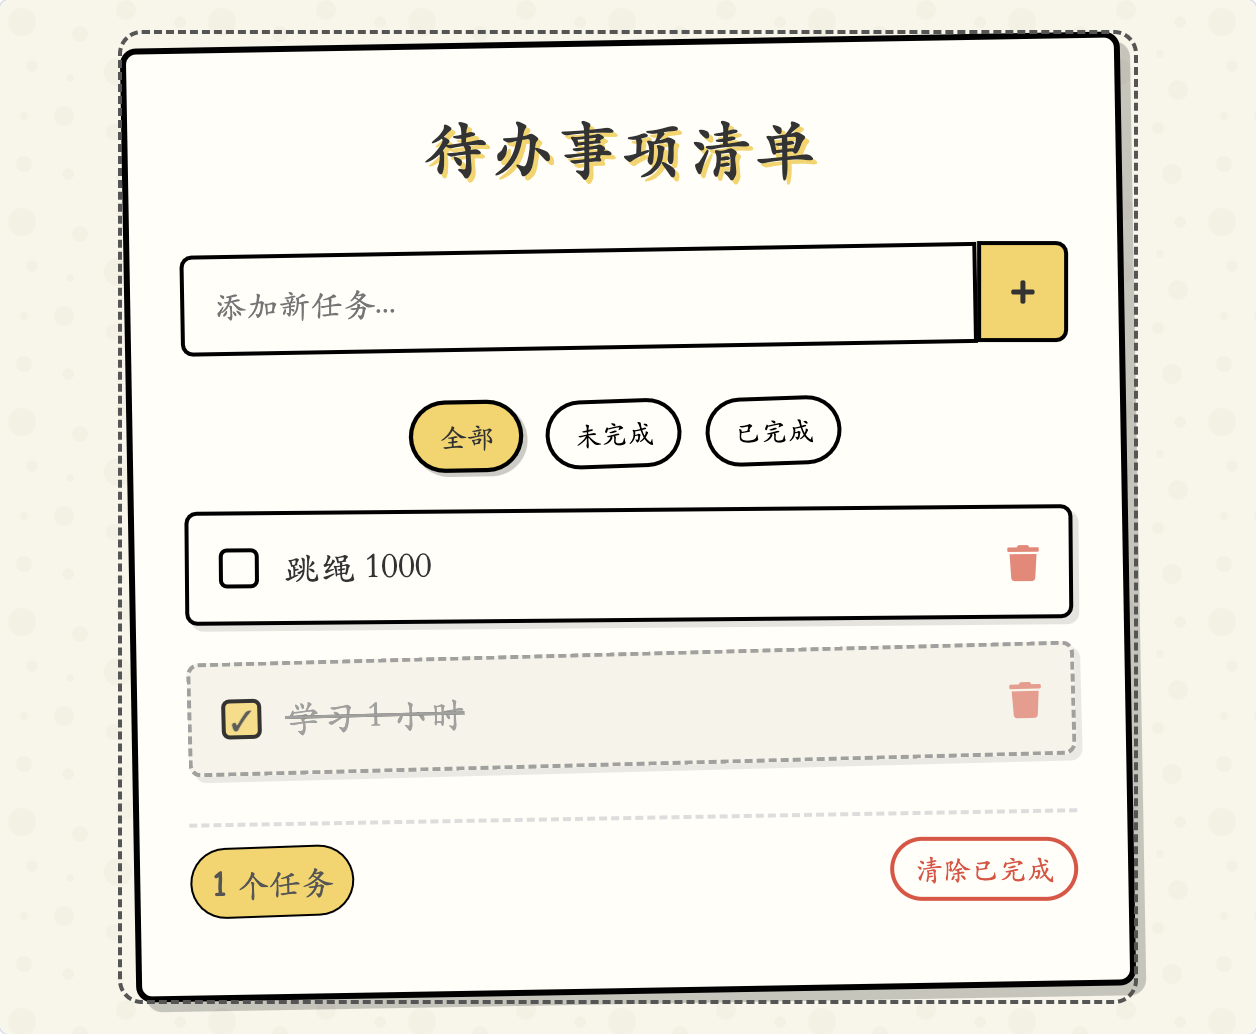 待办事项清单
添加新任务...
+
全部 未完成 已完成
跳绳 1000
学习 1 小时
1 个任务 清除已完成